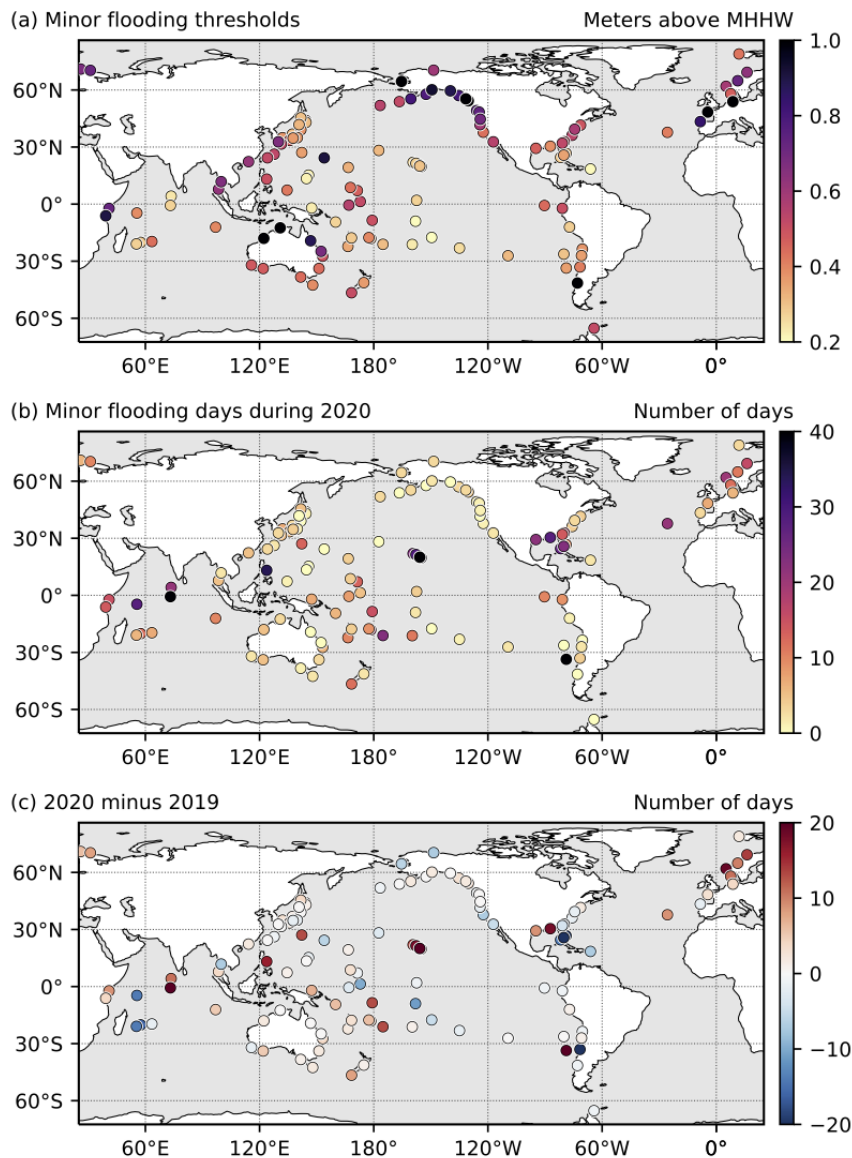 (a) Minor flooding thresholds Meters above MHHW
1.0
60°N
0.8
30°N
0.6
0°
30°S
0.4
60°S
0.2
60°E 120°E 180° 120°W 60°W 0°
(b) Minor flooding days during 2020 Number of days
40
60°N
30
30°N
20
0°
30°S
10
60°S
0
60°E 120°E 180° 120°W 60°W 0°
(c) 2020 minus 2019 Number of days
20
60°N
10
30°N
0
0°
30°S
−10
60°S
−20
60°E 120°E 180° 120°W 60°W 0°